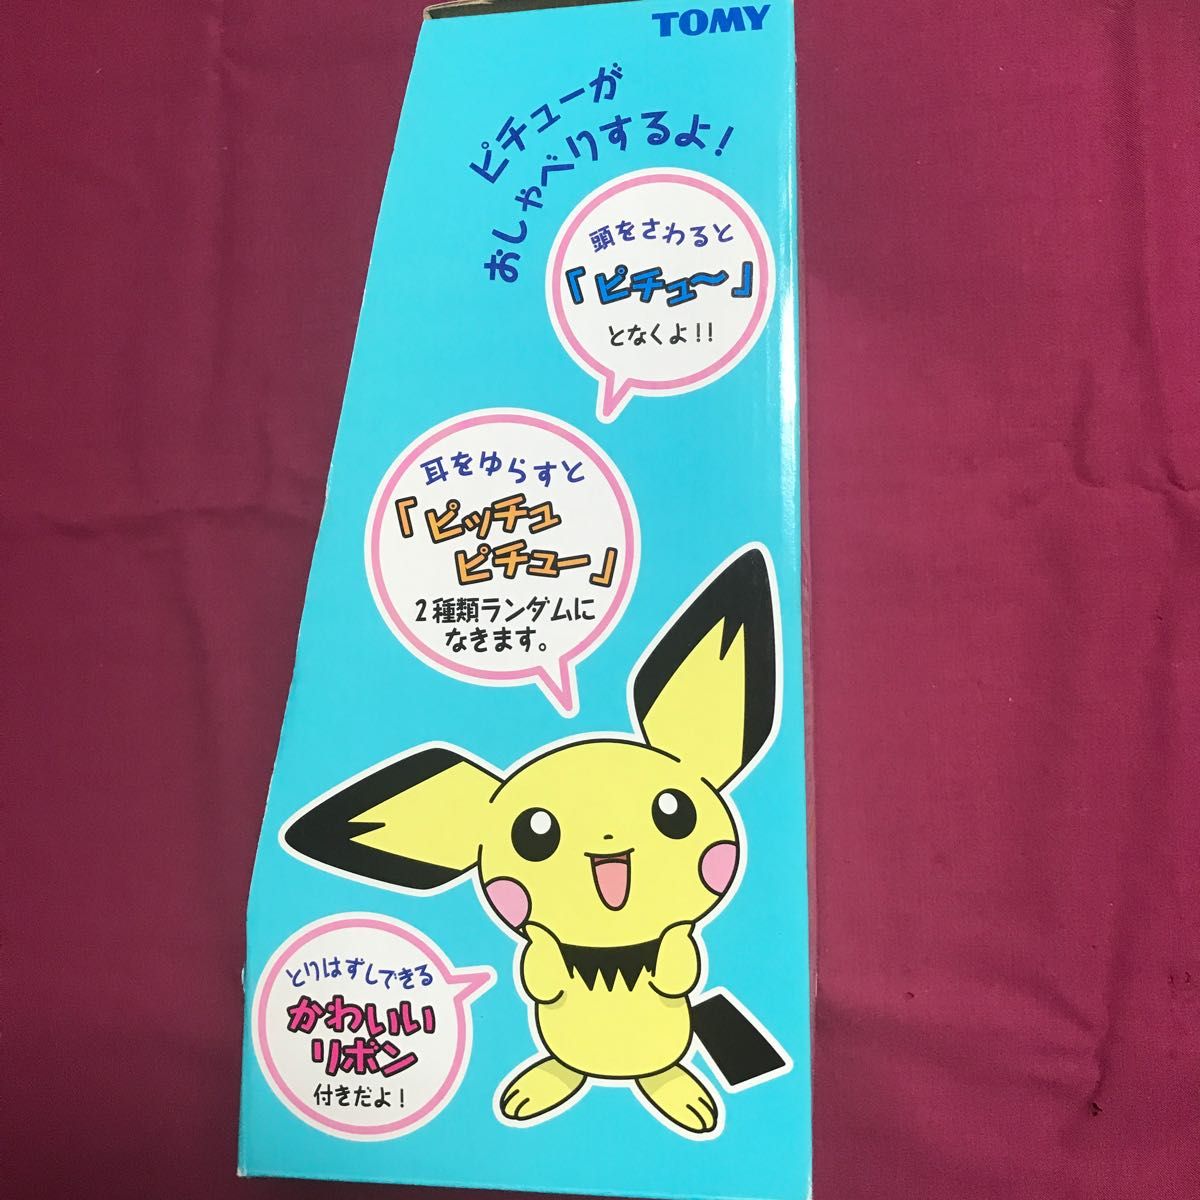 TOMY
ピチューが
おしゃべりするよ!
頭をさわると
「ピチュ〜」
となくよ!!
耳をゆらすと
「ピッチュ
ピチュー」
2種類ランダムに
なきます。
とりはずしできる
かわいい
リボン
付きだよ!